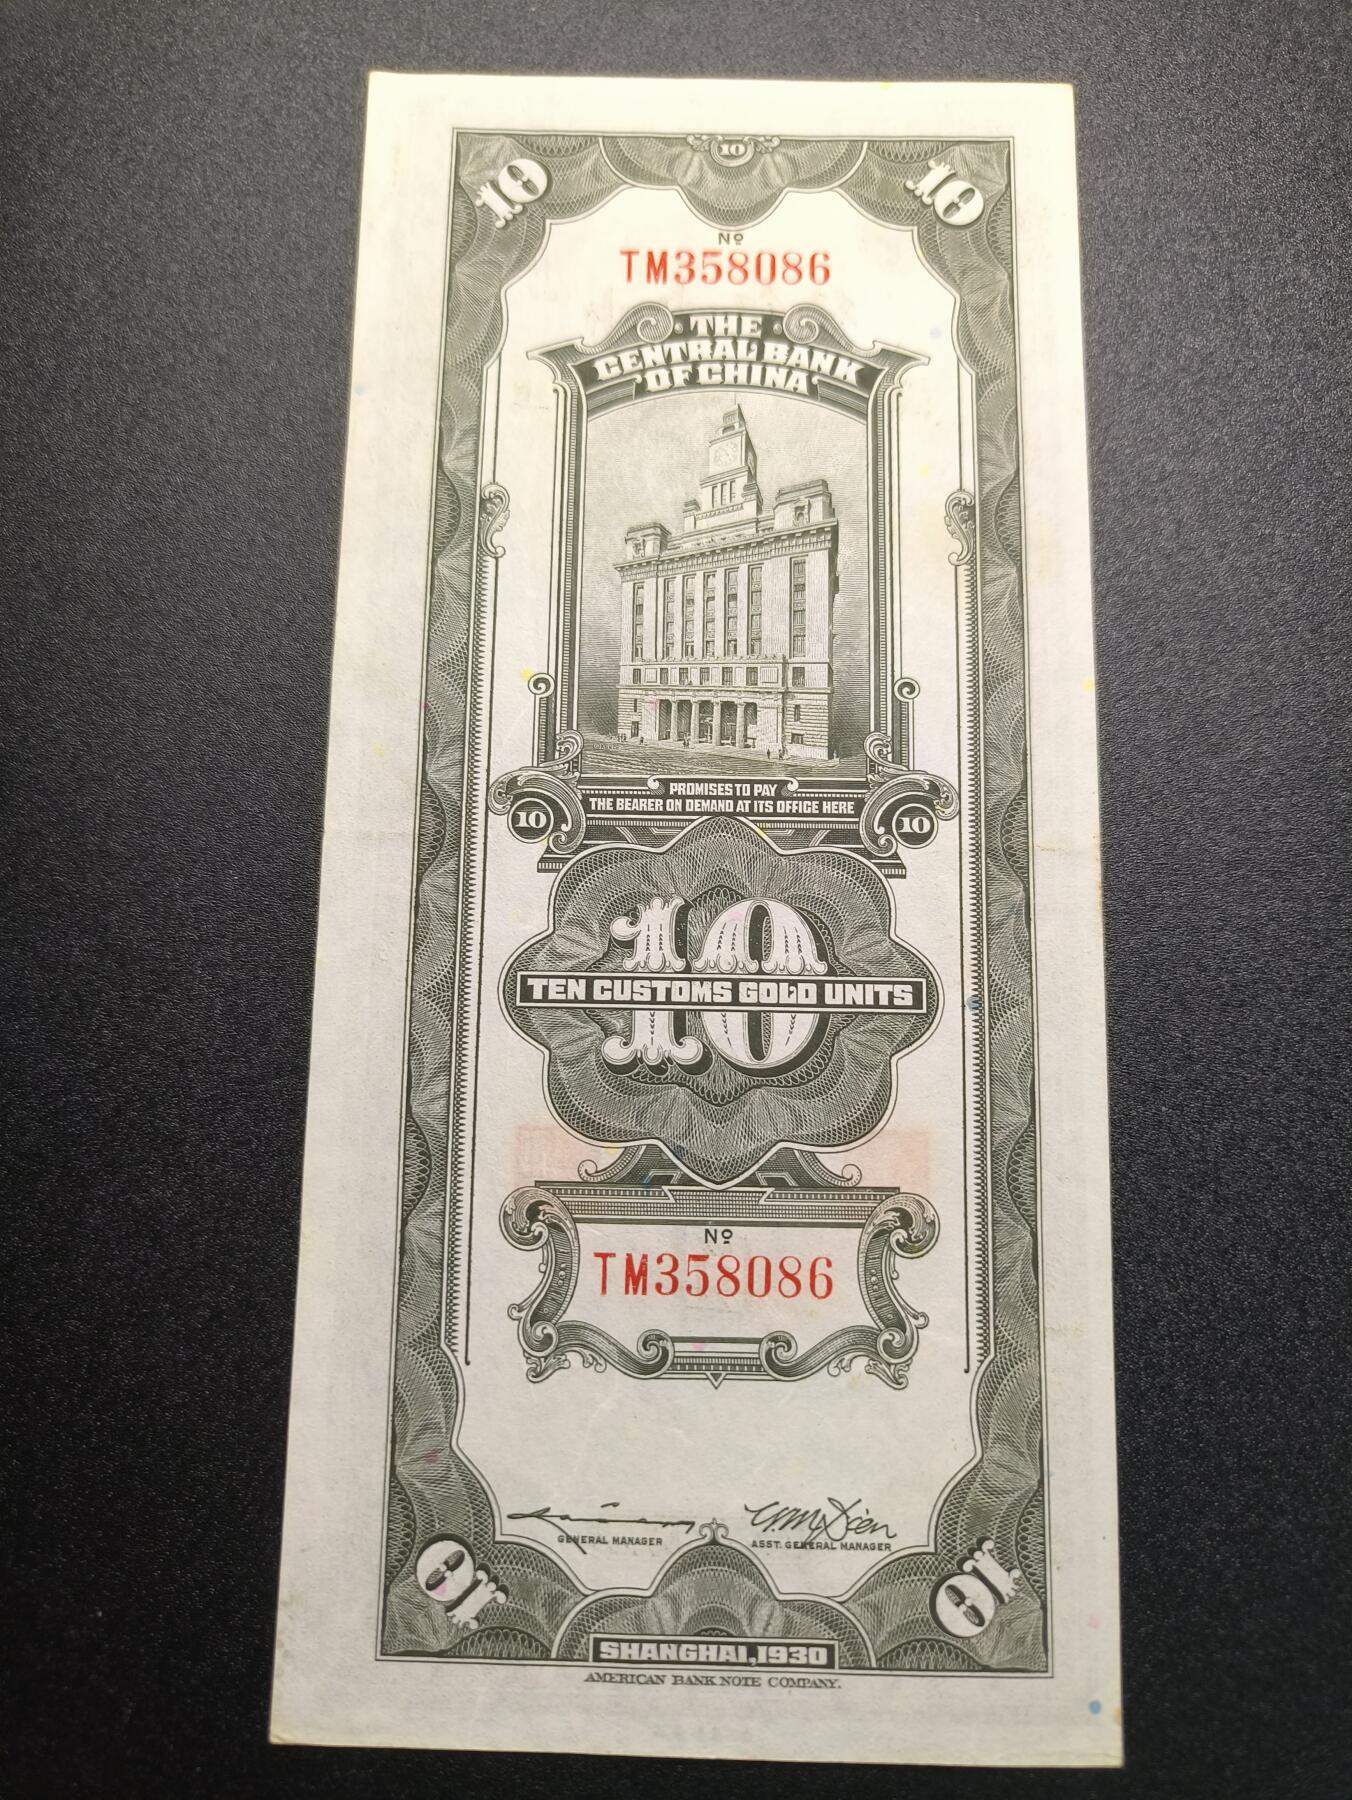 10
10
10
Nº
TM358086
THE
CENTRAL BANK
OF CHINA
PROMISES TO PAY
THE BEARER ON DEMAND AT ITS OFFICE HERE
10
10
10
TEN CUSTOMS GOLD UNITS
Nº
TM358086
GENERAL MANAGER
ASST. GENERAL MANAGER
10
10
SHANGHAI, 1930
AMERICAN BANK NOTE COMPANY.